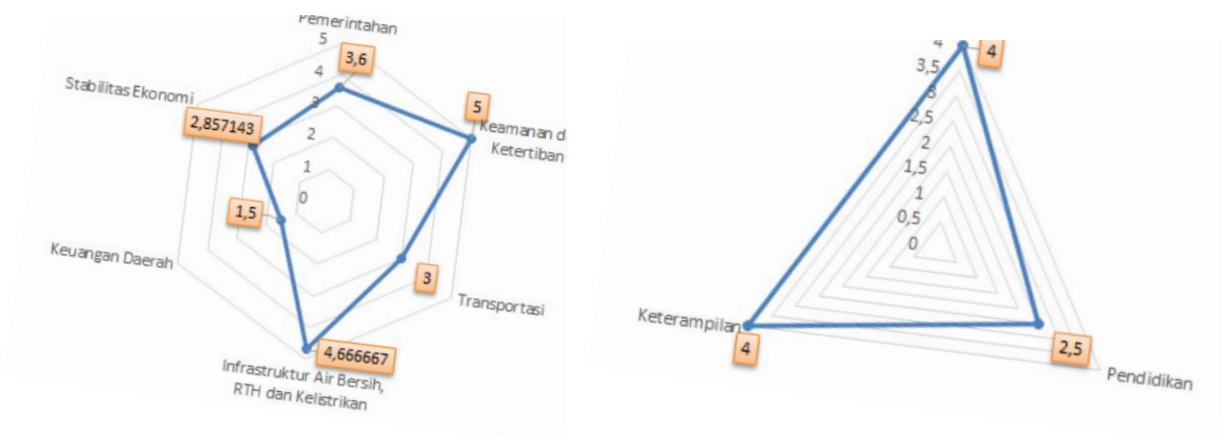 Pemerintahan
5
3,6
4
Stabilitas Ekonomi
5
3
2,857143
Keamanan d
Ketertiban
2
1
0
1,5
Keuangan Daerah
3
Transportasi
4,666667
Infrastruktur Air Bersih,
RTH dan Kelistrikan
4
4
3,5
3
2,5
2
1,5
1
0,5
0
Keterampilan
4
2,5
Pendidikan